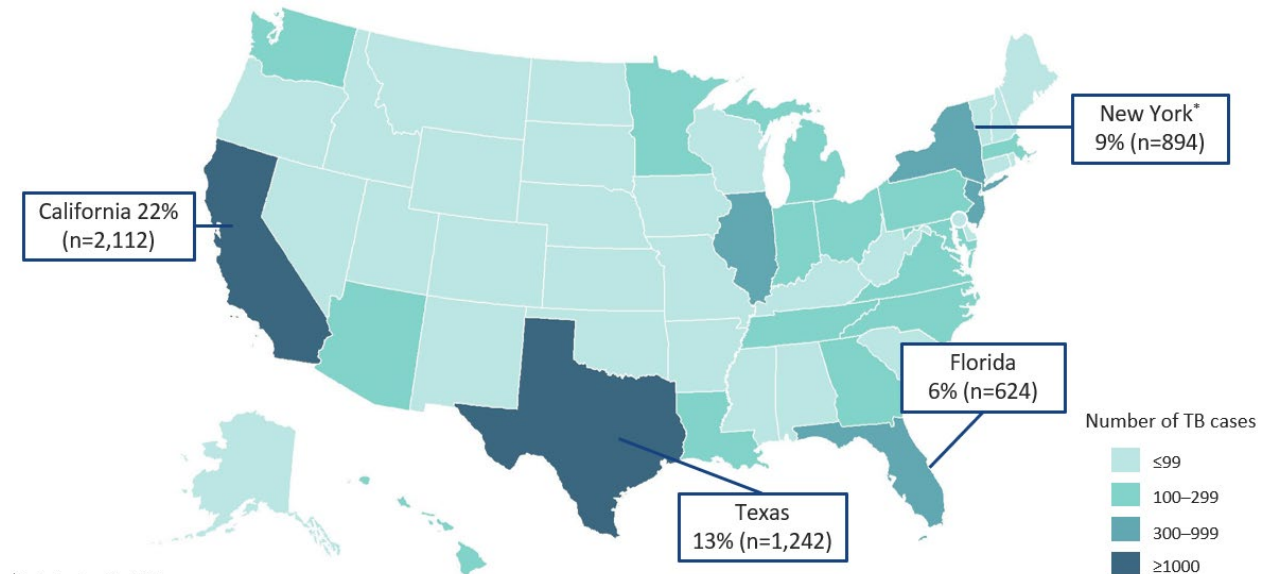 New York*
9% (n=894)
California 22%
(n=2,112)
Florida
6% (n=624)
Number of TB cases
≤99
100–299
300–999
≥1000
Texas
13% (n=1,242)